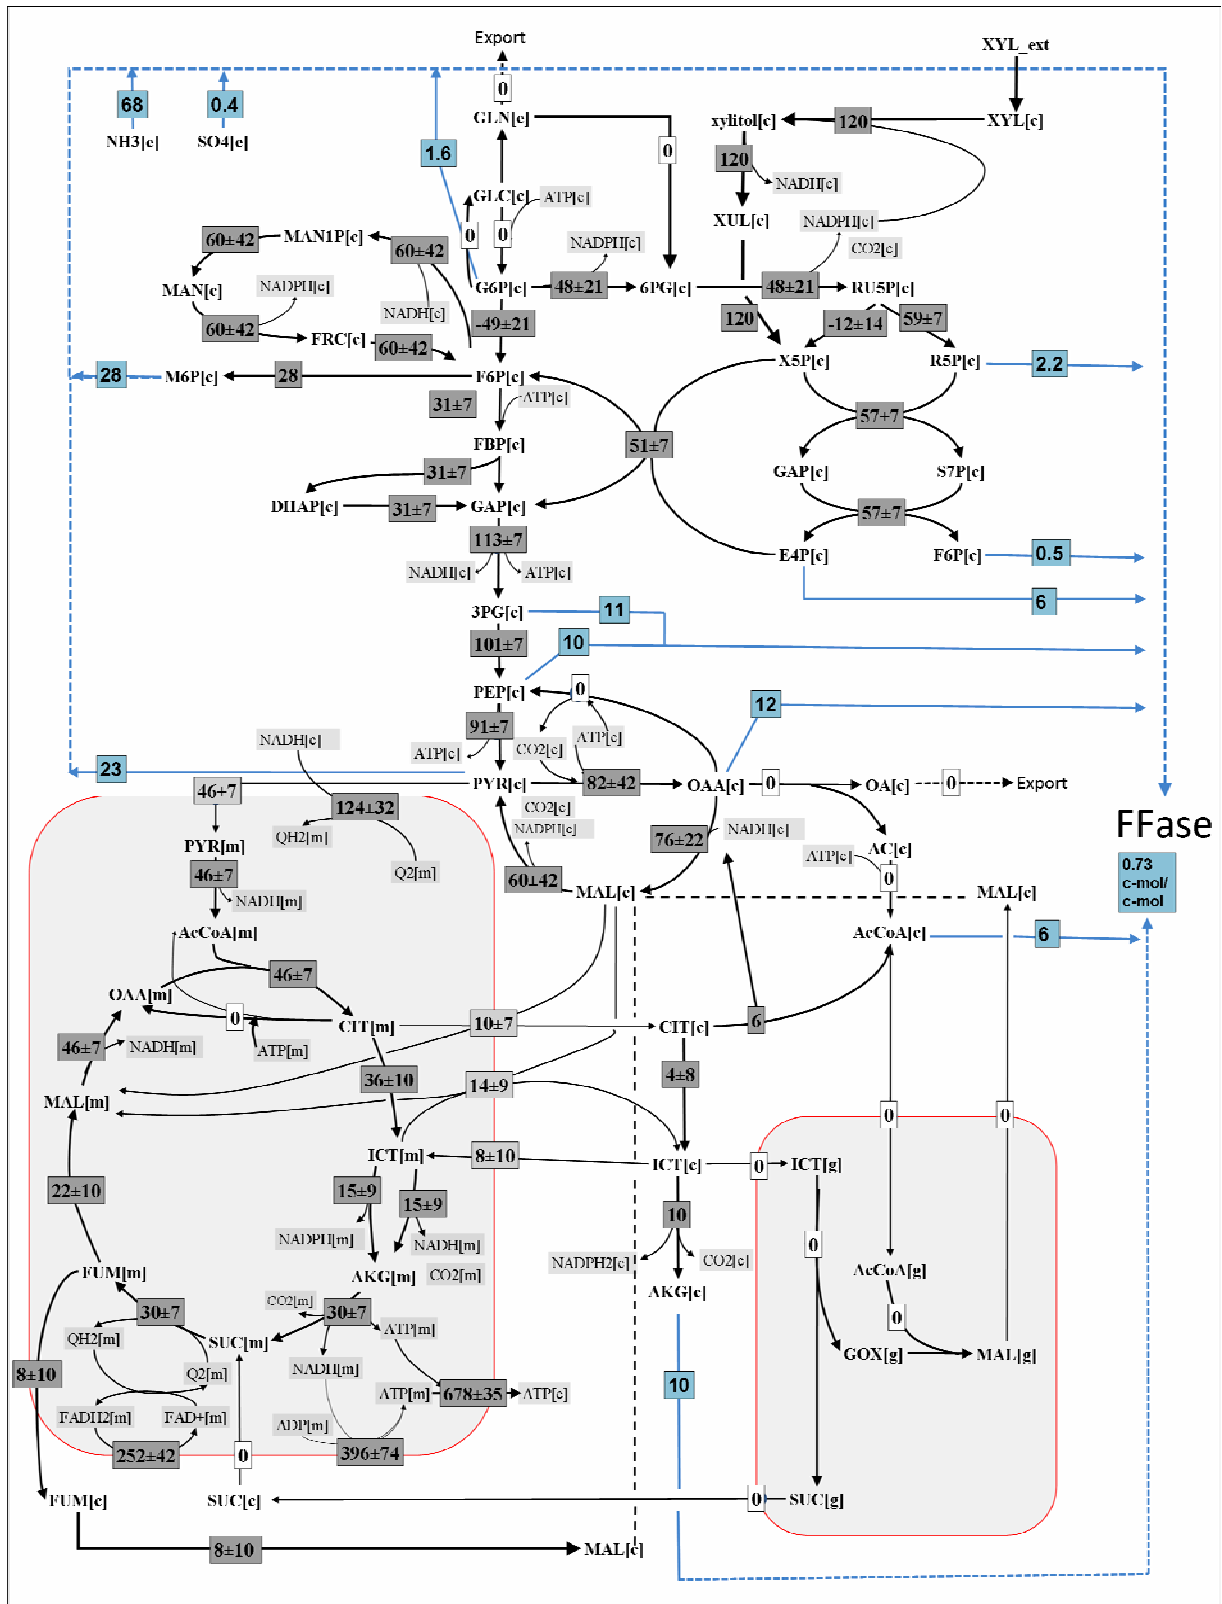 Export
XYL_ext
68
0.4
0
GLN[c]
xylitol[c]
120
XYL[c]
NH3[c]
SO4[c]
1.6
0
120
NADH[c]
GLC[c]
ATP[c]
XUL[c]
NADPH[c]
CO2[c]
60±42
MAN1P[c]
60±42
0
0
NADPH[c]
MAN[c]
NADPH[c]
G6P[c]
48±21
6PG[c]
48±21
RU5P[c]
NADH[c]
60±42
FRC[c]
60±42
-49±21
120
-12±14
59±7
X5P[c]
R5P[c]
2.2
28
M6P[c]
28
F6P[c]
31±7
ATP[c]
57+7
FBP[c]
51±7
31±7
GAP[c]
S7P[c]
DHAP[c]
31±7
GAP[c]
57±7
113±7
E4P[c]
F6P[c]
0.5
NADH[c]
ATP[c]
3PG[c]
11
6
101±7
10
PEP[c]
0
12
91±7
NADH[c]
ATP[c]
CO2[c]
ATP[c]
23
PYR[c]
82±42
OAA[c]
0
OA[c]
0
Export
46+7
124±32
CO2[c]
NADPH[c]
76±22
NADH[c]
FFase
QH2[m]
Q2[m]
PYR[m]
ATP[c]
AC[c]
0.73
c-mol/
c-mol
46±7
60±42
0
NADH[m]
MAL[c]
MAL[c]
AcCoA[m]
AcCoA[c]
6
46±7
OAA[m]
0
CIT[m]
10±7
CIT[c]
6
46±7
NADH[m]
ATP[m]
36±10
14±9
4±8
MAL[m]
0
0
ICT[m]
8±10
ICT[c]
0
ICT[g]
22±10
15±9
15±9
10
NADPH[m]
NADH[m]
NADPH2[c]
CO2[c]
0
FUM[m]
AKG[m]
CO2[m]
AKG[c]
AcCoA[g]
CO2[m]
30±7
30±7
0
QH2[m]
SUC[m]
ATP[m]
GOX[g]
MAL[g]
8±10
Q2[m]
NADH[m]
10
ATP[m]
678±35
ATP[c]
FADH2[m]
FAD+[m]
ADP[m]
252±42
0
396±74
FUM[c]
SUC[c]
0
SUC[g]
8±10
MAL[c]